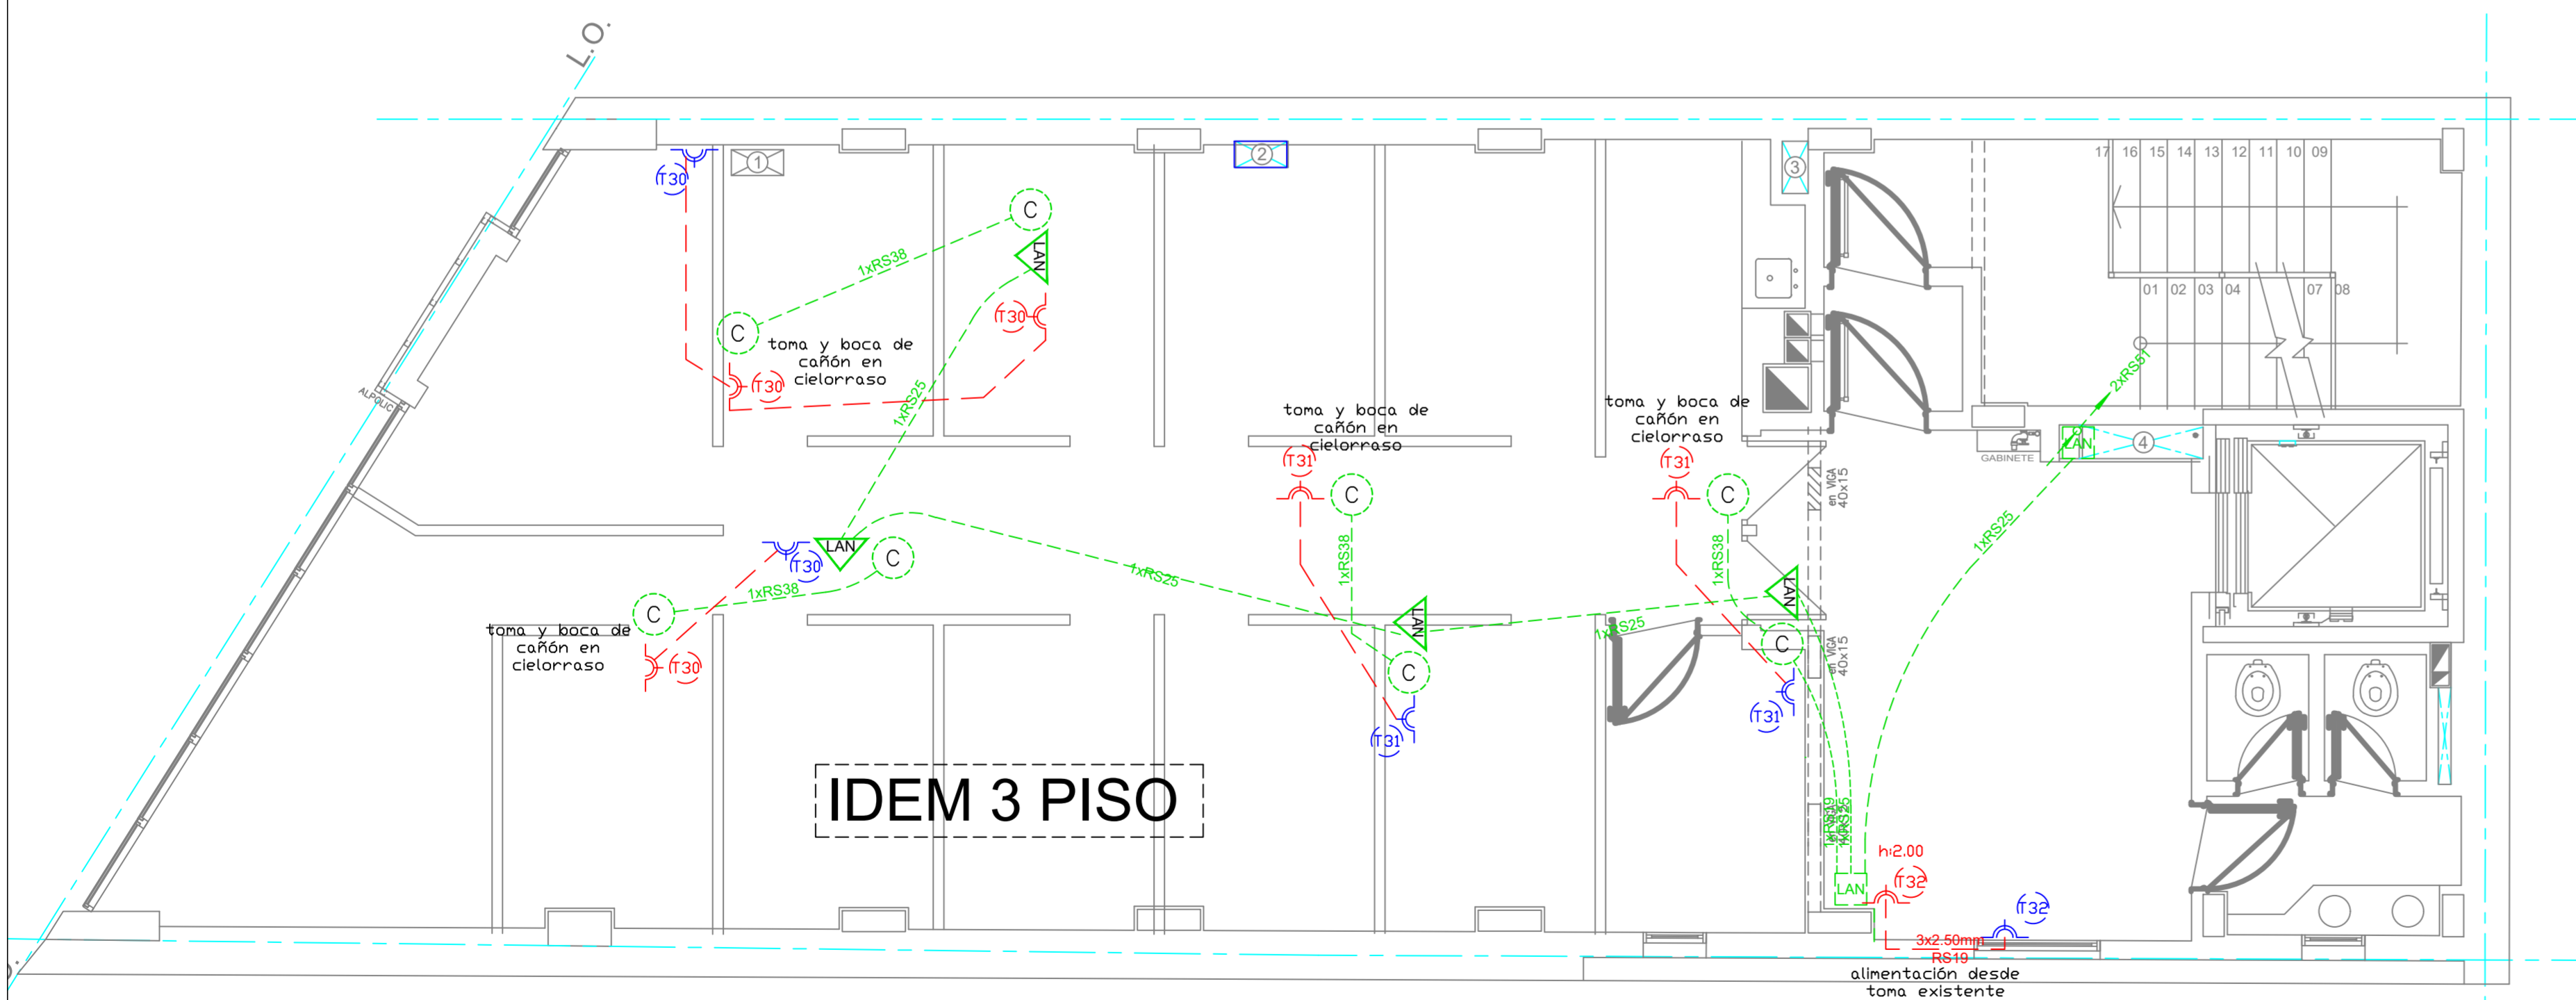 L.O.
17 16 15 14 13 12 11 10 09
1
2
3
T30
C
LAN
1xRS38
01 02 03 04 07 08
T30
C
toma y boca de
cañón en
cielorraso
T30
1xRS25
ALPOLIC
2xRS51
toma y boca de
cañón en
cielorraso
toma y boca de
cañón en
cielorraso
T31
T31
LAN
4
GABINETE
C
C
en VIGA
40x15
1xRS25
1xRS38
1xRS38
LAN
C
T30
1xRS38
1xRS25
LAN
LAN
1xRS25
C
toma y boca de
cañón en
cielorraso
T30
C
C
en VIGA
40x15
T31
T31
IDEM 3 PISO
1xRS19
1xRS25
h:2.00
LAN
T32
T32
3x2.50mm
RS19
alimentación desde
toma existente